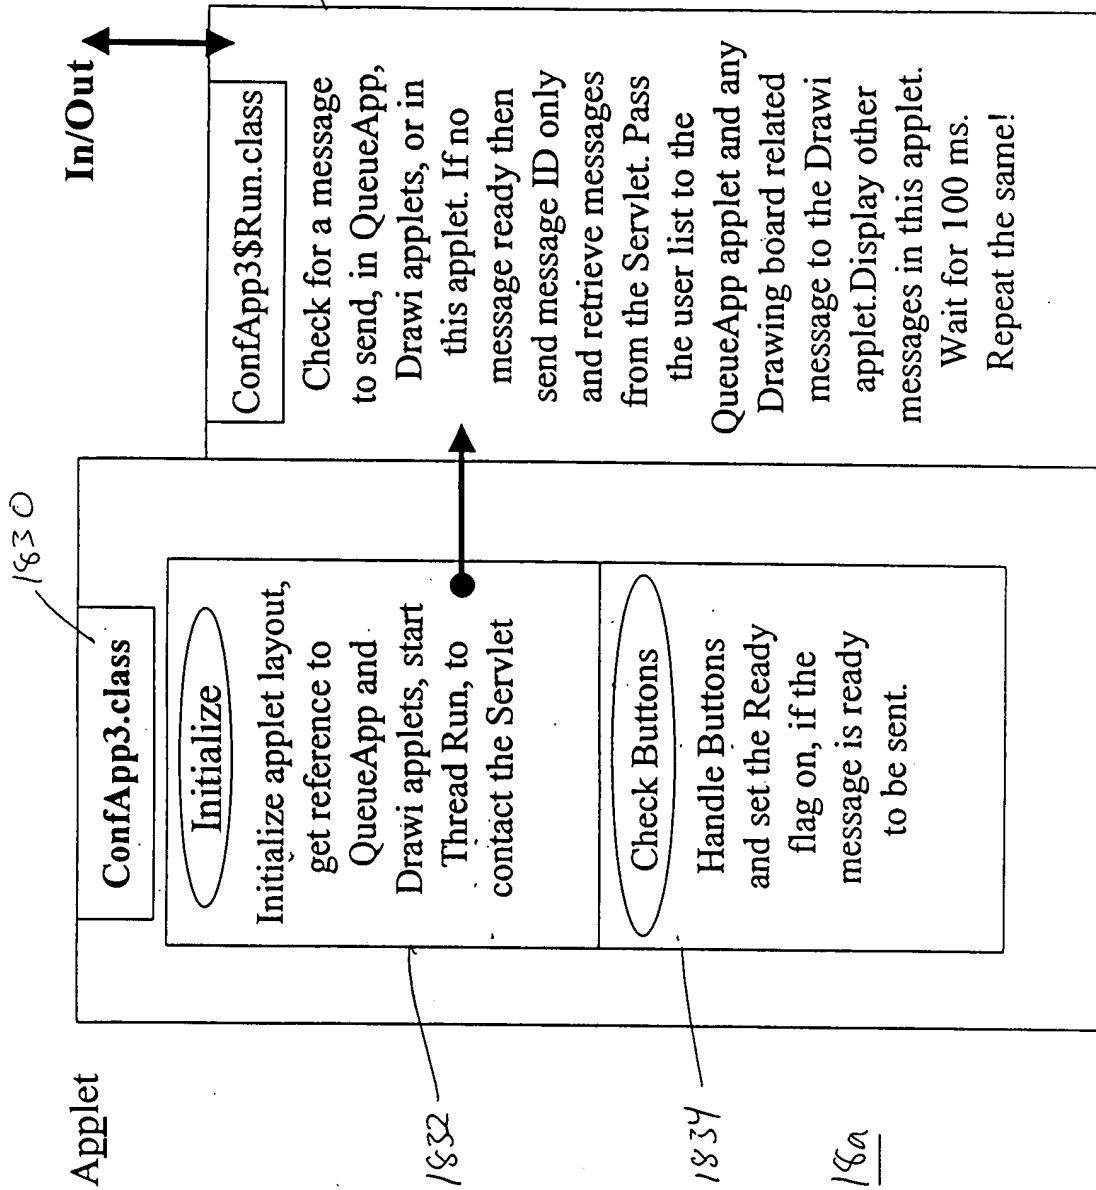 Applet
1830
ConfApp3.class
Initialize
Initialize applet layout,
get reference to
QueueApp and
Drawi applets, start
Thread Run, to
contact the Servlet
1832
Check Buttons
Handle Buttons
and set the Ready
flag on, if the
message is ready
to be sent.
1834
18a
In/Out
ConfApp3$Run.class
Check for a message
to send, in QueueApp,
Drawi applets, or in
this applet. If no
message ready then
send message ID only
and retrieve messages
from the Servlet. Pass
the user list to the
QueueApp applet and any
Drawing board related
message to the Drawi
applet.Display other
messages in this applet.
Wait for 100 ms.
Repeat the same!